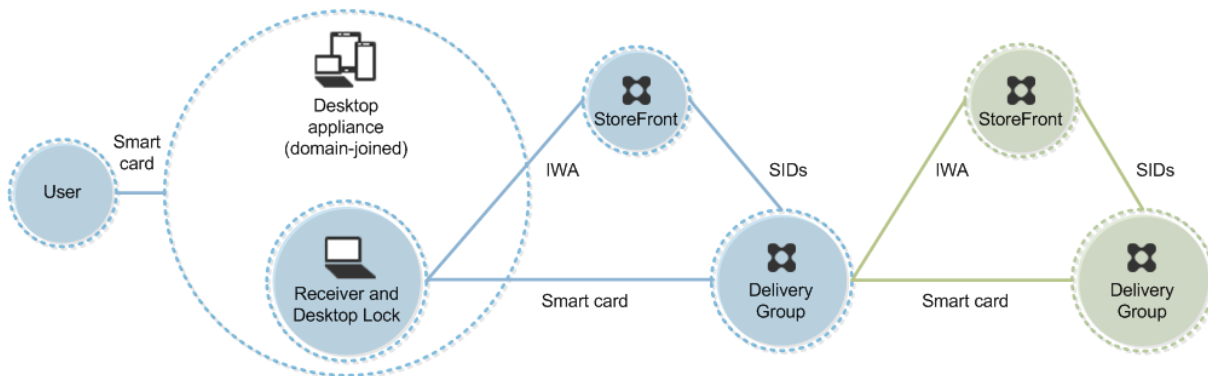 User
Smart
card
Desktop
appliance
(domain-joined)
Receiver and
Desktop Lock
IWA
StoreFront
SIDs
Smart card
Delivery
Group
IWA
StoreFront
SIDs
Smart card
Delivery
Group